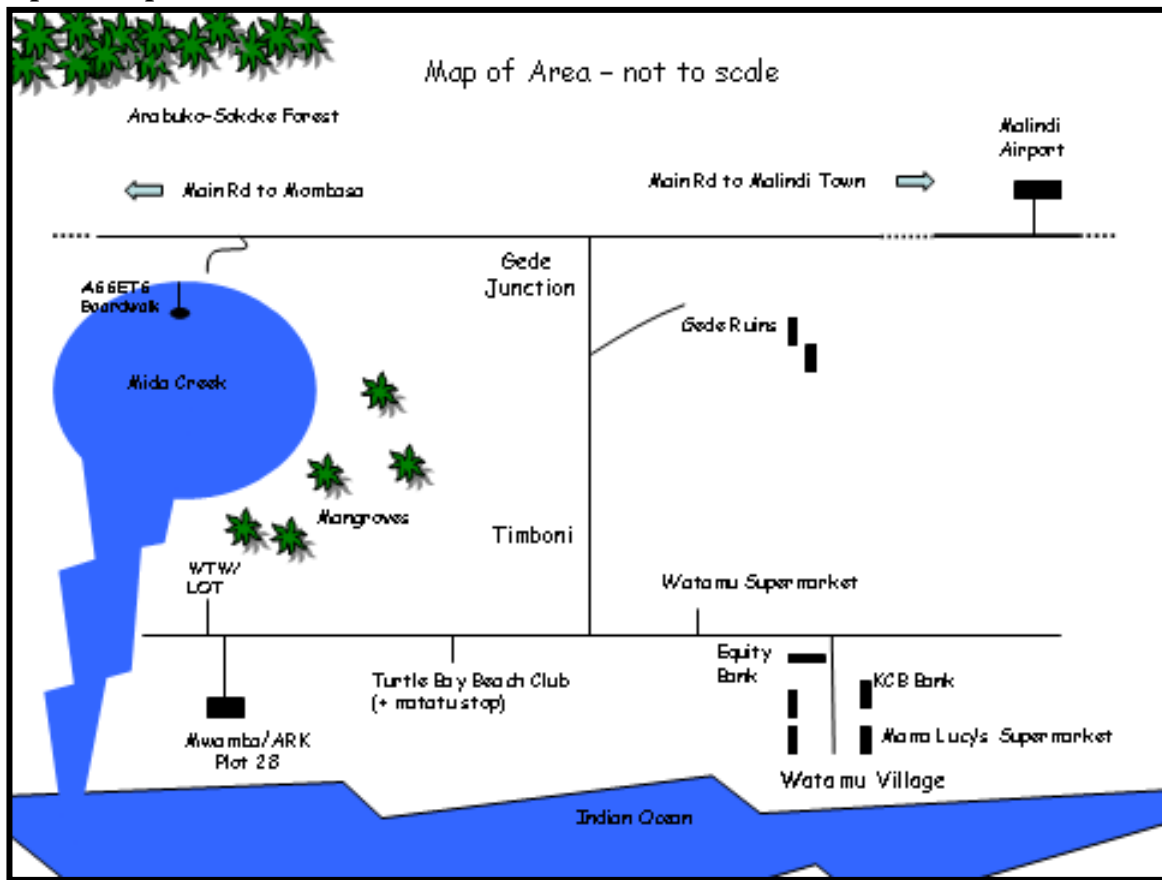 Map of Area – not to scale
Arabuko-Sokoke Forest
Malindi
Airport
Main Rd to Mombasa
Main Rd to Malindi Town
Gede
Junction
ASSETS
Boardwalk
Gede Ruins
Mida Creek
Mangroves
Timboni
WTW/
LOT
Watamu Supermarket
Equity
Bank
KCB Bank
Turtle Bay Beach Club
(+ matatu stop)
Mwamba/ARK
Plot 28
Mama Lucy's Supermarket
Watamu Village
Indian Ocean